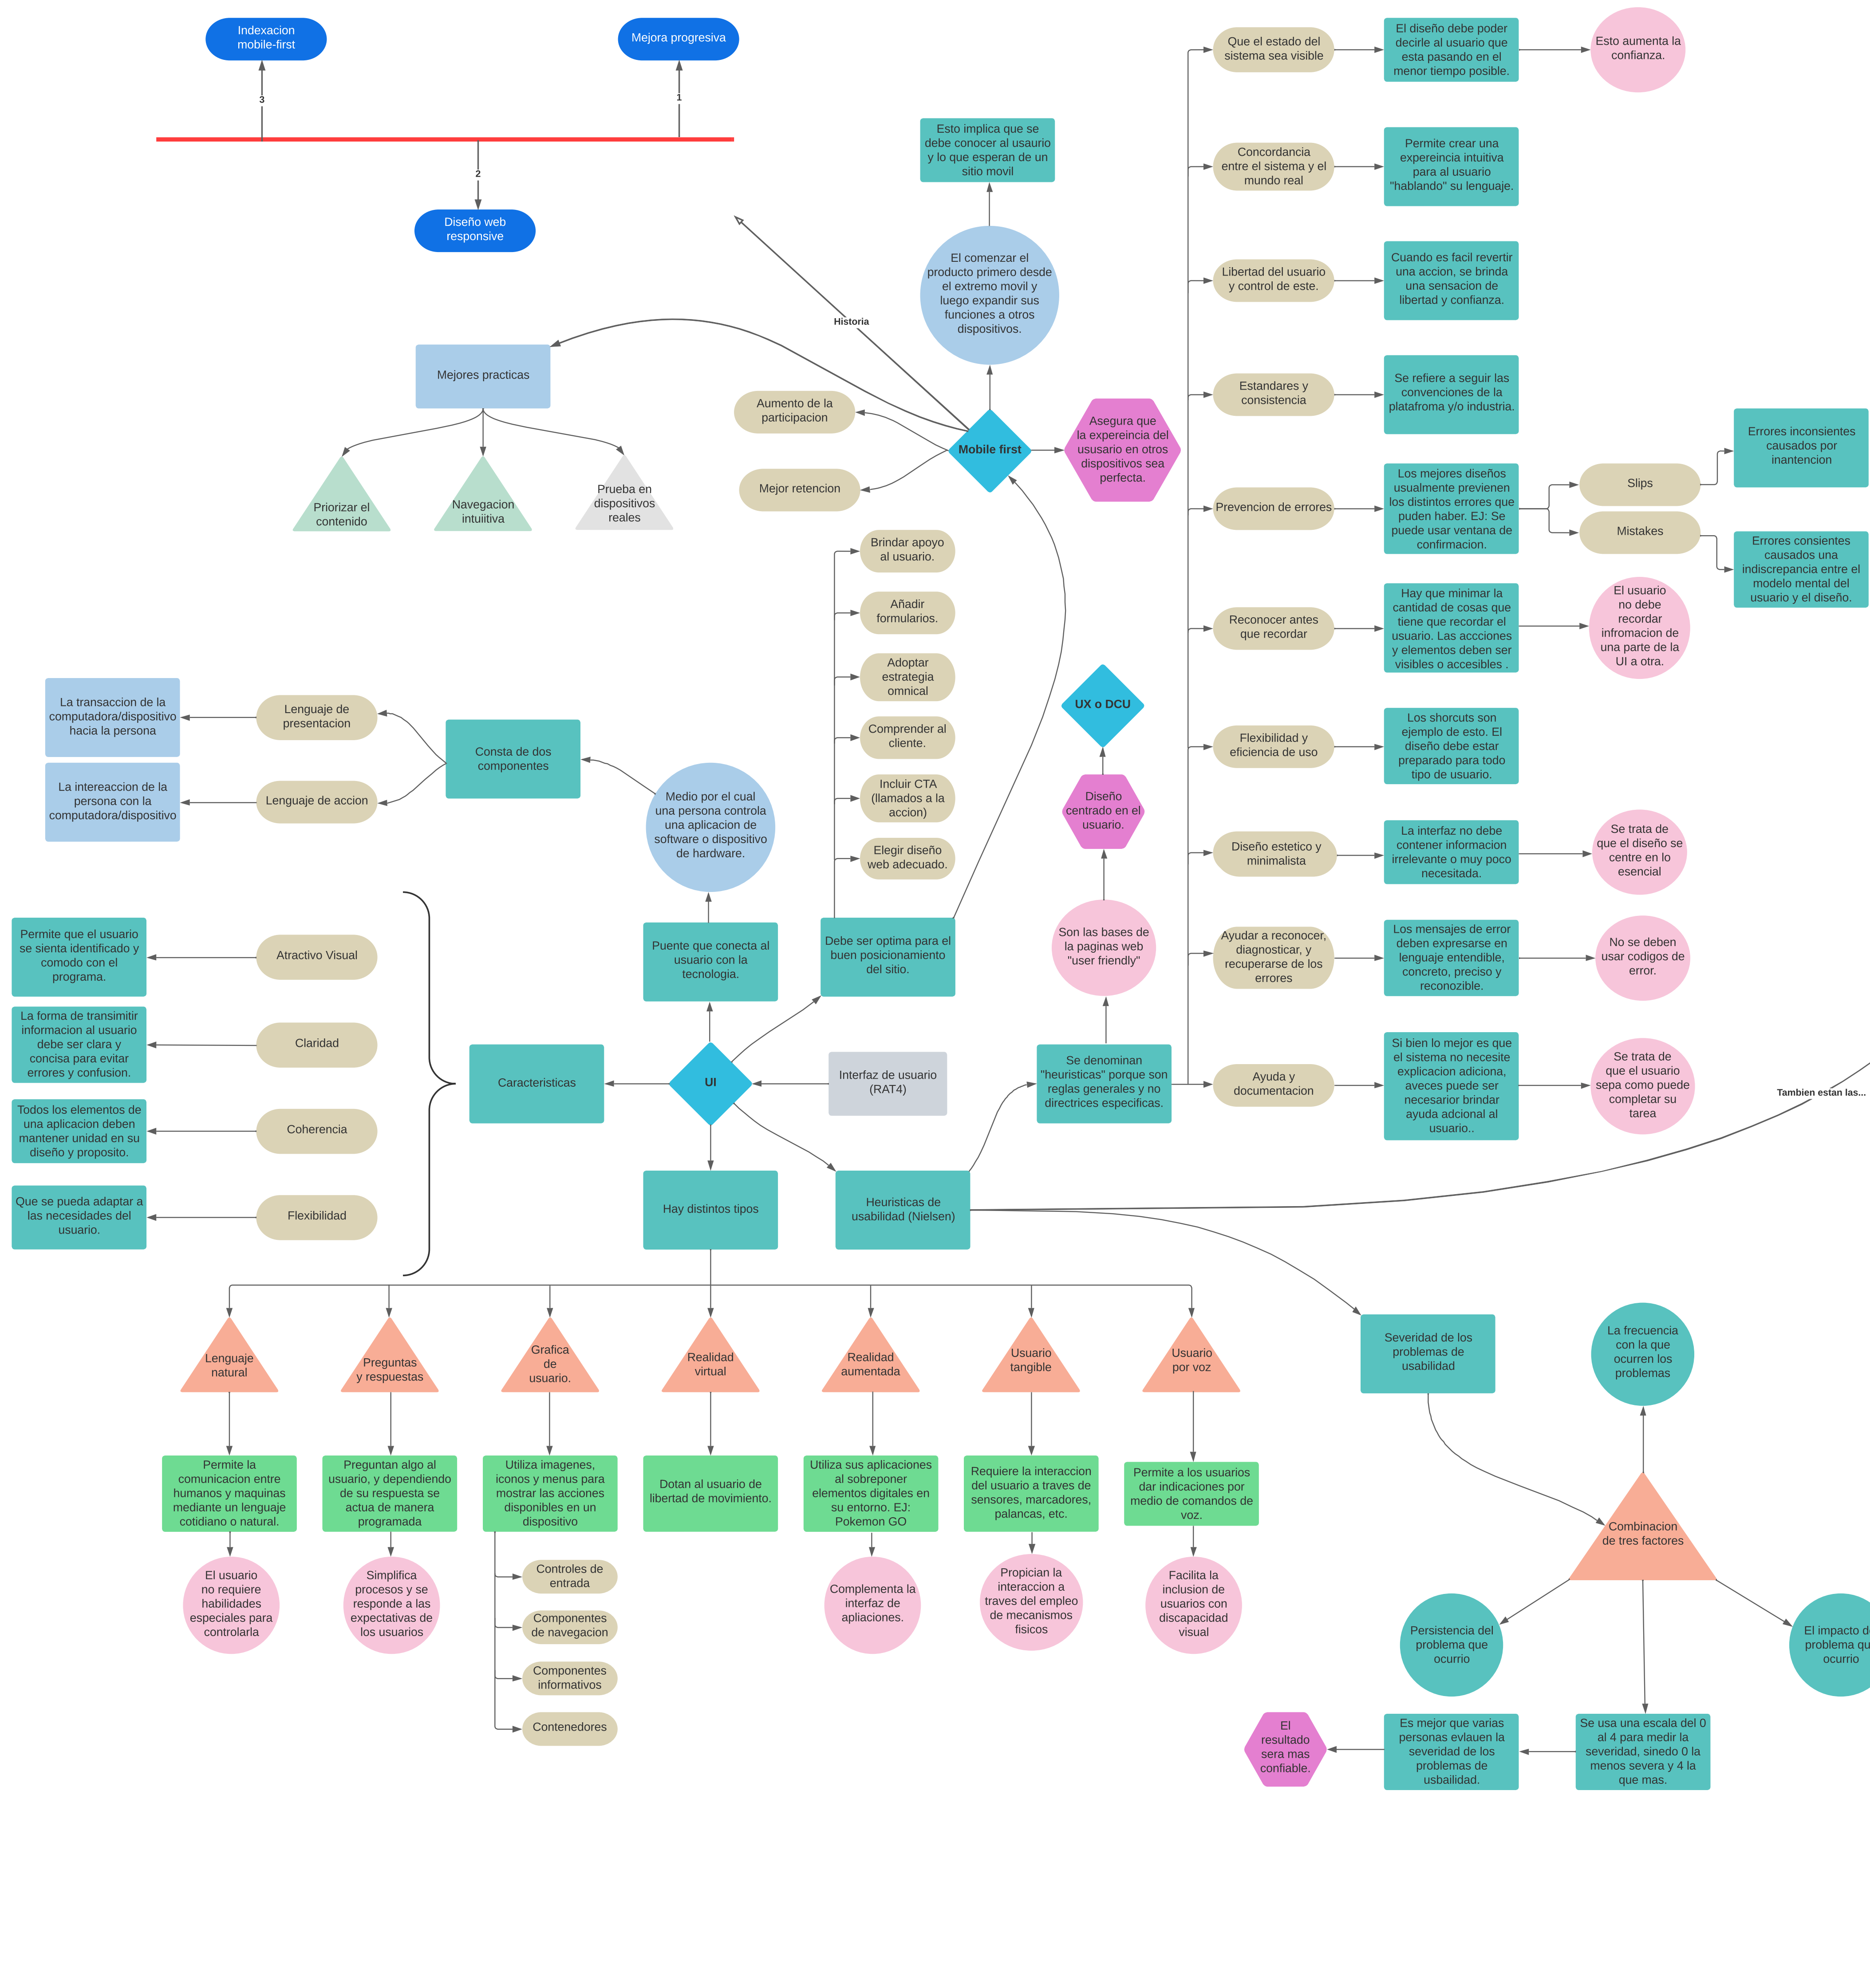 Indexacion
mobile-first
Mejora progresiva
3
1
2
Diseño web
responsive
Historia
Esto implica que se
debe conocer al usaurio
y lo que esperan de un
sitio movil
El comenzar el
producto primero desde
el extremo movil y
luego expandir sus
funciones a otros
dispositivos.
Mejores practicas
Priorizar el
contenido
Navegacion
intuiitiva
Prueba en
dispositivos
reales
Aumento de la
participacion
Mejor retencion
Mobile first
Asegura que
la expereincia del
ususario en otros
dispositivos sea
perfecta.
Que el estado del
sistema sea visible
El diseño debe poder
decirle al usuario que
esta pasando en el
menor tiempo posible.
Esto aumenta la
confianza.
Concordancia
entre el sistema y el
mundo real
Permite crear una
expereincia intuitiva
para al usuario
"hablando" su lenguaje.
Libertad del usuario
y control de este.
Cuando es facil revertir
una accion, se brinda
una sensacion de
libertad y confianza.
Estandares y
consistencia
Se refiere a seguir las
convenciones de la
platafroma y/o industria.
Prevencion de errores
Los mejores diseños
usualmente previenen
los distintos errores que
puden haber. EJ: Se
puede usar ventana de
confirmacion.
Slips
Errores inconsientes
causados por
inantencion
Mistakes
Errores consientes
causados una
indiscrepancia entre el
modelo mental del
usuario y el diseño.
Reconocer antes
que recordar
Hay que minimar la
cantidad de cosas que
tiene que recordar el
usuario. Las accciones
y elementos deben ser
visibles o accesibles .
El usuario
no debe
recordar
infromacion de
una parte de la
UI a otra.
Flexibilidad y
eficiencia de uso
Los shorcuts son
ejemplo de esto. El
diseño debe estar
preparado para todo
tipo de usuario.
Diseño estetico y
minimalista
La interfaz no debe
contener informacion
irrelevante o muy poco
necesitada.
Se trata de
que el diseño se
centre en lo
esencial
Ayudar a reconocer,
diagnosticar, y
recuperarse de los
errores
Los mensajes de error
deben expresarse en
lenguaje entendible,
concreto, preciso y
reconozible.
No se deben
usar codigos de
error.
Ayuda y
documentacion
Si bien lo mejor es que
el sistema no necesite
explicacion adiciona,
aveces puede ser
necesarior brindar
ayuda adcional al
usuario..
Se trata de
que el usuario
sepa como puede
completar su
tarea
Tambien estan las...
Brindar apoyo
al usuario.
Añadir
formularios.
Adoptar
estrategia
omnical
Comprender al
cliente.
Incluir CTA
(llamados a la
accion)
Elegir diseño
web adecuado.
UX o DCU
Diseño
centrado en el
usuario.
Son las bases de
la paginas web
"user friendly"
Se denominan
"heuristicas" porque son
reglas generales y no
directrices especificas.
La transaccion de la
computadora/dispositivo
hacia la persona
Lenguaje de
presentacion
La intereaccion de la
persona con la
computadora/dispositivo
Lenguaje de accion
Consta de dos
componentes
Medio por el cual
una persona controla
una aplicacion de
software o dispositivo
de hardware.
Puente que conecta al
usuario con la
tecnologia.
Debe ser optima para el
buen posicionamiento
del sitio.
Permite que el usuario
se sienta identificado y
comodo con el
programa.
Atractivo Visual
La forma de transimitir
informacion al usuario
debe ser clara y
concisa para evitar
errores y confusion.
Claridad
Todos los elementos de
una aplicacion deben
mantener unidad en su
diseño y proposito.
Coherencia
Que se pueda adaptar a
las necesidades del
usuario.
Flexibilidad
Caracteristicas
UI
Interfaz de usuario
(RAT4)
Hay distintos tipos
Heuristicas de
usabilidad (Nielsen)
Lenguaje
natural
Preguntas
y respuestas
Grafica
de
usuario.
Realidad
virtual
Realidad
aumentada
Usuario
tangible
Usuario
por voz
Permite la
comunicacion entre
humanos y maquinas
mediante un lenguaje
cotidiano o natural.
Preguntan algo al
usuario, y dependiendo
de su respuesta se
actua de manera
programada
Utiliza imagenes,
iconos y menus para
mostrar las acciones
disponibles en un
dispositivo
Dotan al usuario de
libertad de movimiento.
Utiliza sus aplicaciones
al sobreponer
elementos digitales en
su entorno. EJ:
Pokemon GO
Requiere la interaccion
del usuario a traves de
sensores, marcadores,
palancas, etc.
Permite a los usuarios
dar indicaciones por
medio de comandos de
voz.
El usuario
no requiere
habilidades
especiales para
controlarla
Simplifica
procesos y se
responde a las
expectativas de
los usuarios
Controles de
entrada
Componentes
de navegacion
Componentes
informativos
Contenedores
Complementa la
interfaz de
apliaciones.
Propician la
interaccion a
traves del empleo
de mecanismos
fisicos
Facilita la
inclusion de
usuarios con
discapacidad
visual
Severidad de los
problemas de
usabilidad
La frecuencia
con la que
ocurren los
problemas
Combinacion
de tres factores
Persistencia del
problema que
ocurrio
El impacto
problema
ocurrio
Se usa una escala del 0
al 4 para medir la
severidad, sinedo 0 la
menos severa y 4 la
que mas.
Es mejor que varias
personas evlauen la
severidad de los
problemas de
usbailidad.
El
resultado
sera mas
confiable.